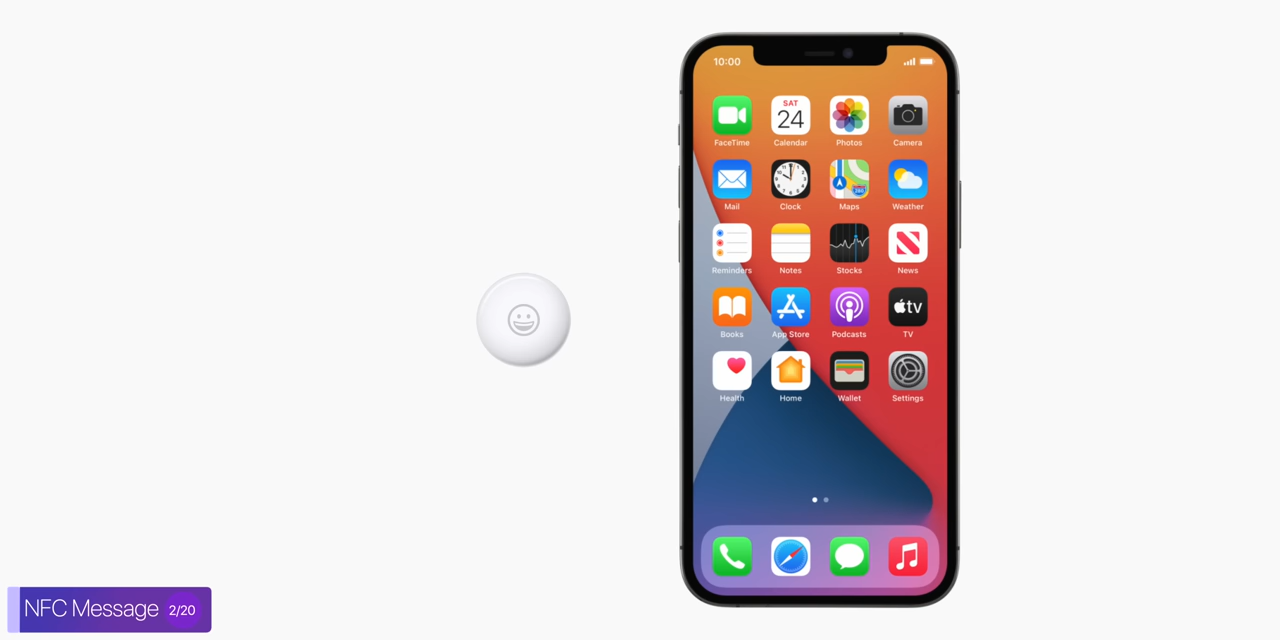 10:00
SAT
24
FaceTime
Calendar
Photos
Camera
Mail
Clock
Maps
Weather
Reminders
Notes
Stocks
News
tv
Books
App Store
Podcasts
TV
Health
Home
Wallet
Settings
NFC Message 2/20